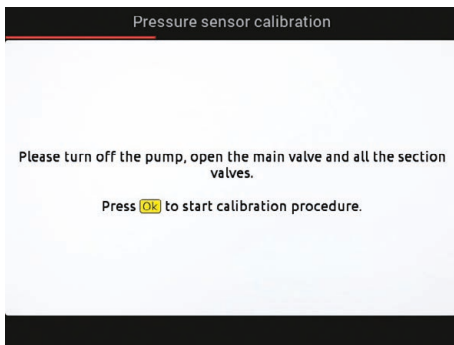 Pressure sensor calibration
Please turn off the pump, open the main valve and all the section
valves.
Press Ok to start calibration procedure.